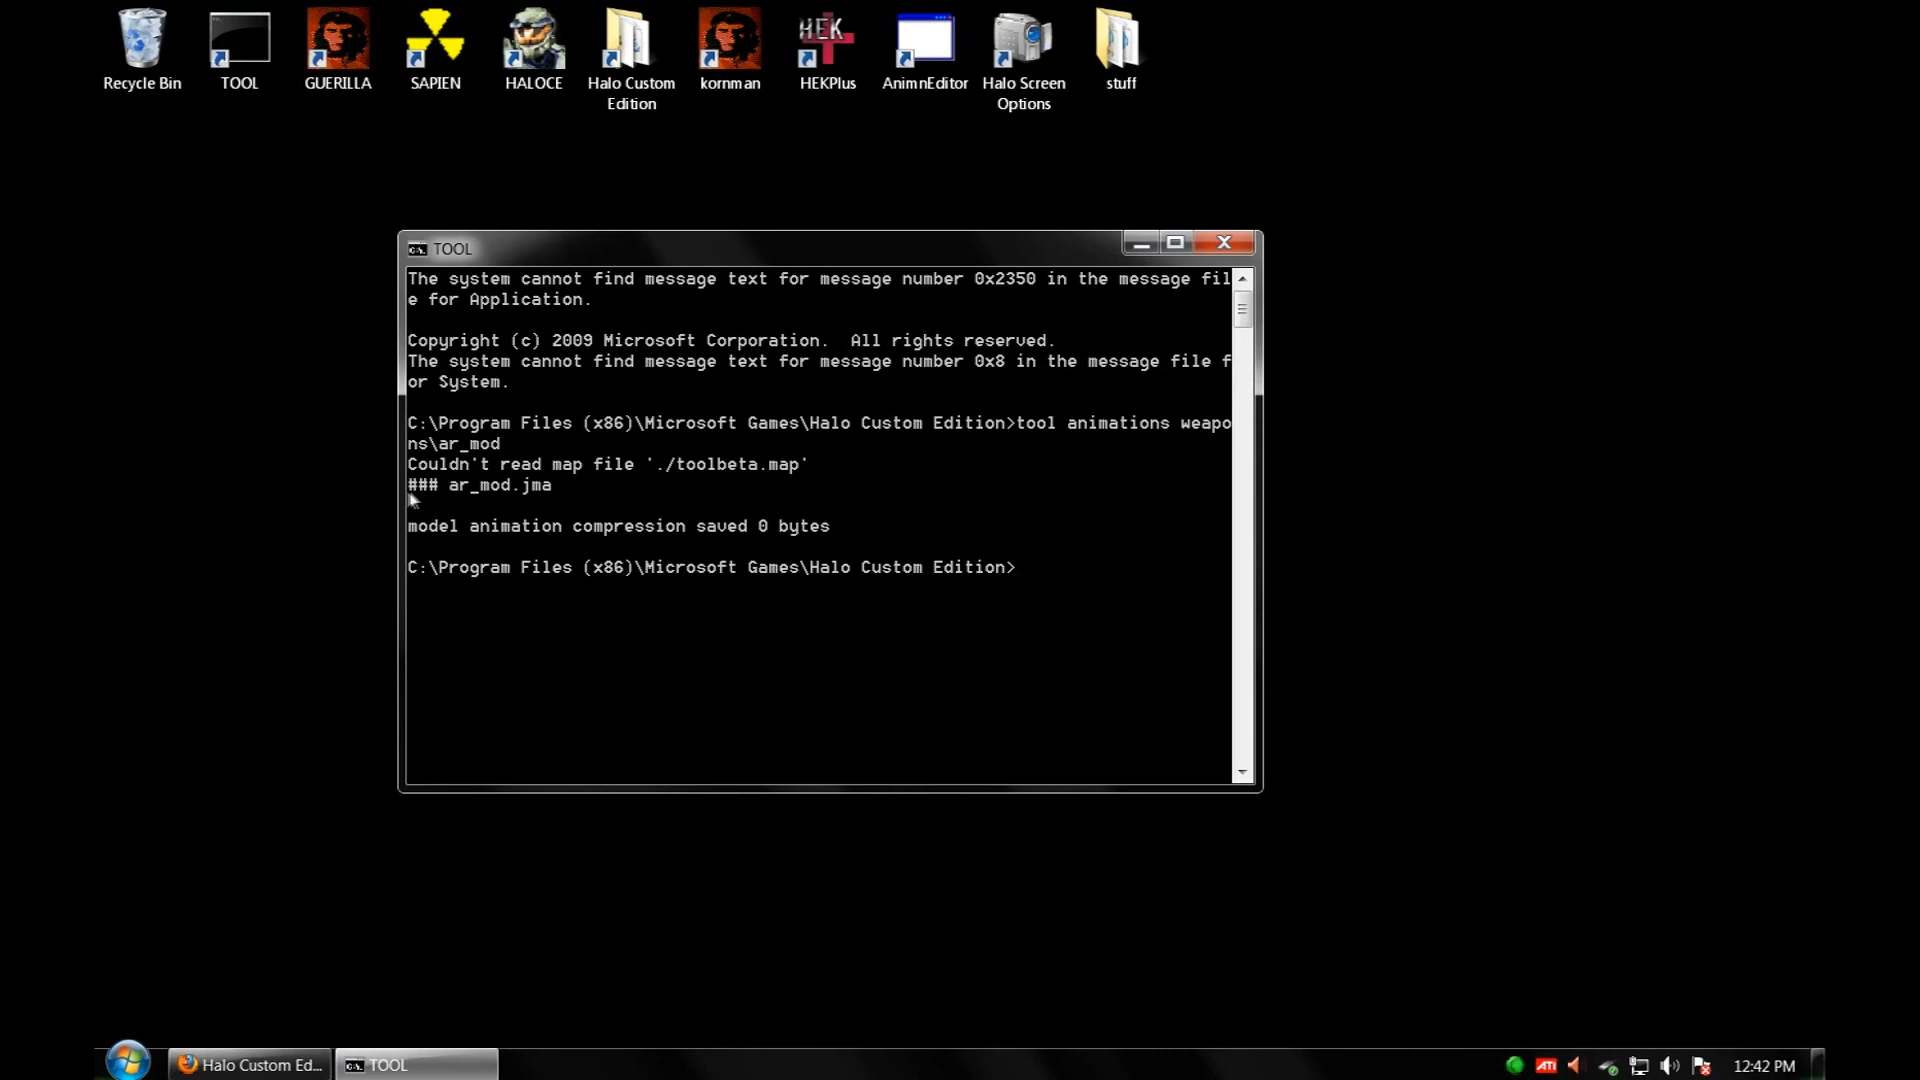 Recycle Bin
TOOL
GUERILLA
SAPIEN
HALOCE
Halo Custom
Edition
kornman
HEK
HEKPlus
AnimnEditor
Halo Screen
Options
stuff
TOOL
The system cannot find message text for message number 0x2350 in the message fil
e for Application.
Copyright (c) 2009 Microsoft Corporation.  All rights reserved.
The system cannot find message text for message number 0x8 in the message file f
or System.
C:\Program Files (x86)\Microsoft Games\Halo Custom Edition>tool animations weapo
ns\ar_mod
Couldn't read map file './toolbeta.map'
### ar_mod.jma
model animation compression saved 0 bytes
C:\Program Files (x86)\Microsoft Games\Halo Custom Edition>
Halo Custom Ed...
TOOL
ATI
12:42 PM